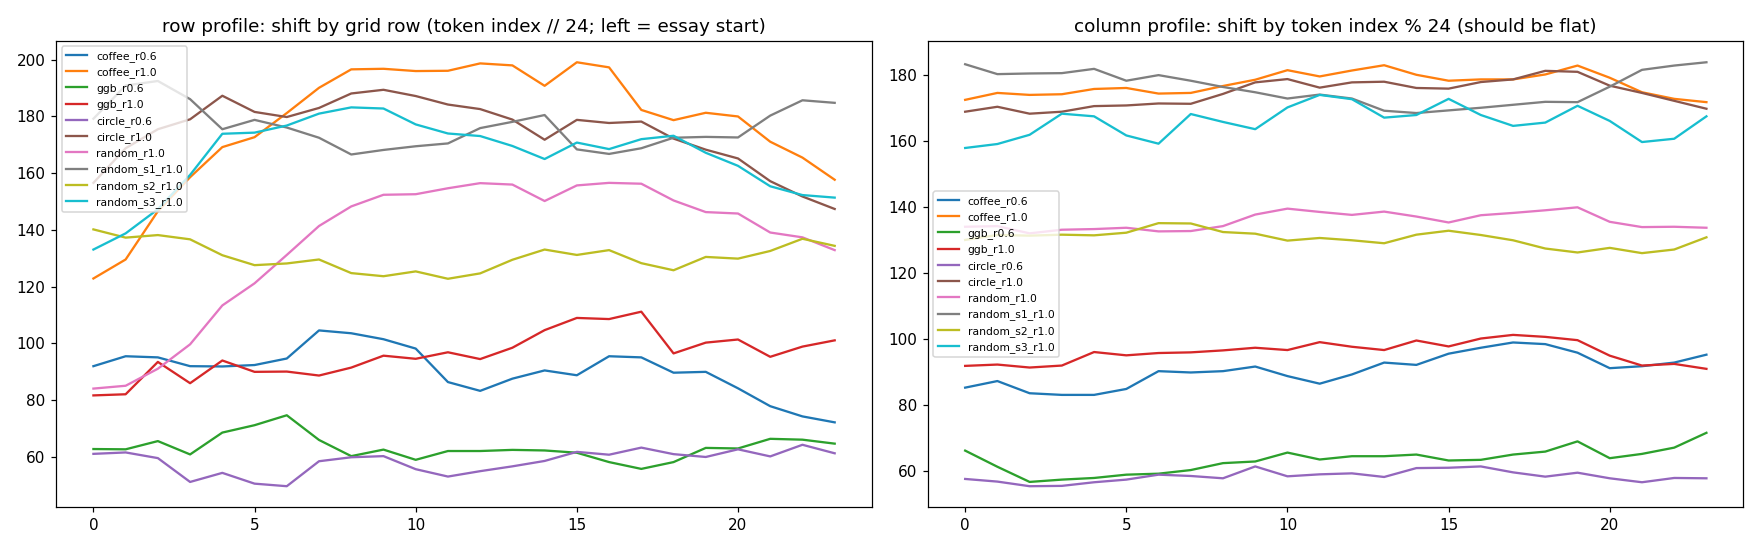 row profile: shift by grid row (token index // 24; left = essay start)
200
180
160
140
120
100
80
60
0
5
10
15
20
coffee_r0.6
coffee_r1.0
ggb_r0.6
ggb_r1.0
circle_r0.6
circle_r1.0
random_r1.0
random_s1_r1.0
random_s2_r1.0
random_s3_r1.0
column profile: shift by token index % 24 (should be flat)
180
160
140
120
100
80
60
0
5
10
15
20
coffee_r0.6
coffee_r1.0
ggb_r0.6
ggb_r1.0
circle_r0.6
circle_r1.0
random_r1.0
random_s1_r1.0
random_s2_r1.0
random_s3_r1.0